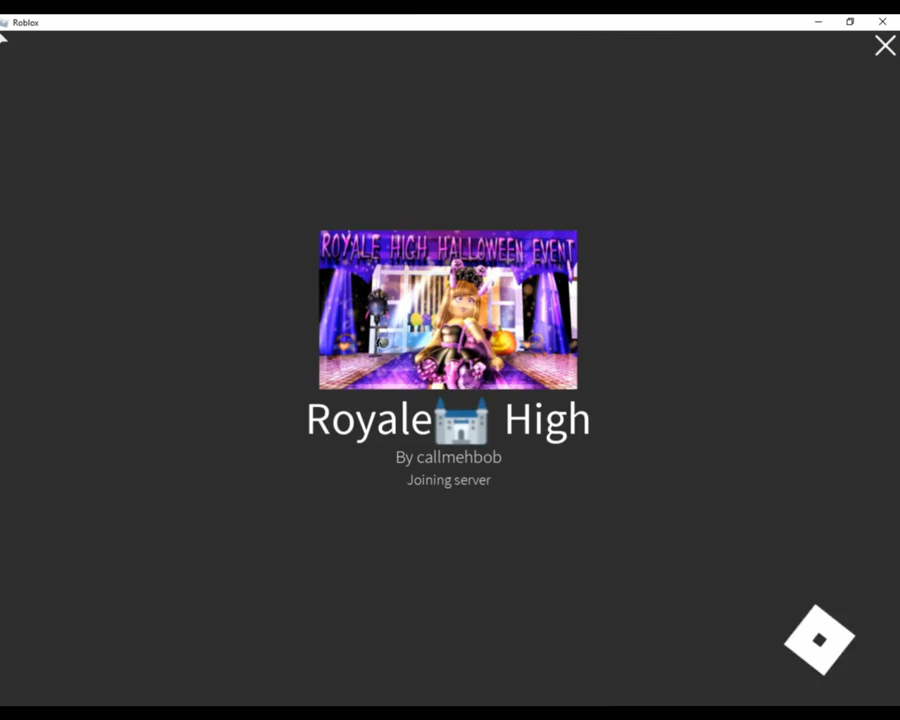 Roblox
ROYALE HIGH HALLOWEEN EVENT
Royale🏰 High
By callmehbob
Joining server